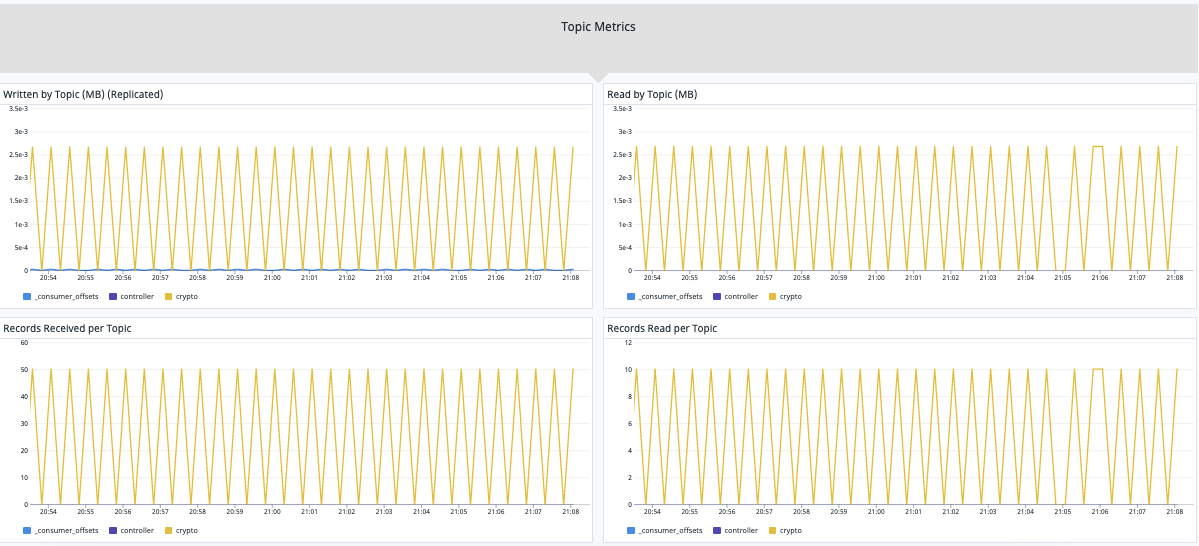 Topic Metrics
Written by Topic (MB) (Replicated)
3.5e-3
3e-3
2.5e-3
2e-3
1.5e-3
1e-3
5e-4
0
20:54 20:55 20:56 20:57 20:58 20:59 21:00 21:01 21:02 21:03 21:04 21:05 21:06 21:07 21:08
_consumer_offsets controller crypto
Read by Topic (MB)
3.5e-3
3e-3
2.5e-3
2e-3
1.5e-3
1e-3
5e-4
0
20:54 20:55 20:56 20:57 20:58 20:59 21:00 21:01 21:02 21:03 21:04 21:05 21:06 21:07 21:08
_consumer_offsets controller crypto
Records Received per Topic
60
50
40
30
20
10
0
20:54 20:55 20:56 20:57 20:58 20:59 21:00 21:01 21:02 21:03 21:04 21:05 21:06 21:07 21:08
_consumer_offsets controller crypto
Records Read per Topic
12
10
8
6
4
2
0
20:54 20:55 20:56 20:57 20:58 20:59 21:00 21:01 21:02 21:03 21:04 21:05 21:06 21:07 21:08
_consumer_offsets controller crypto